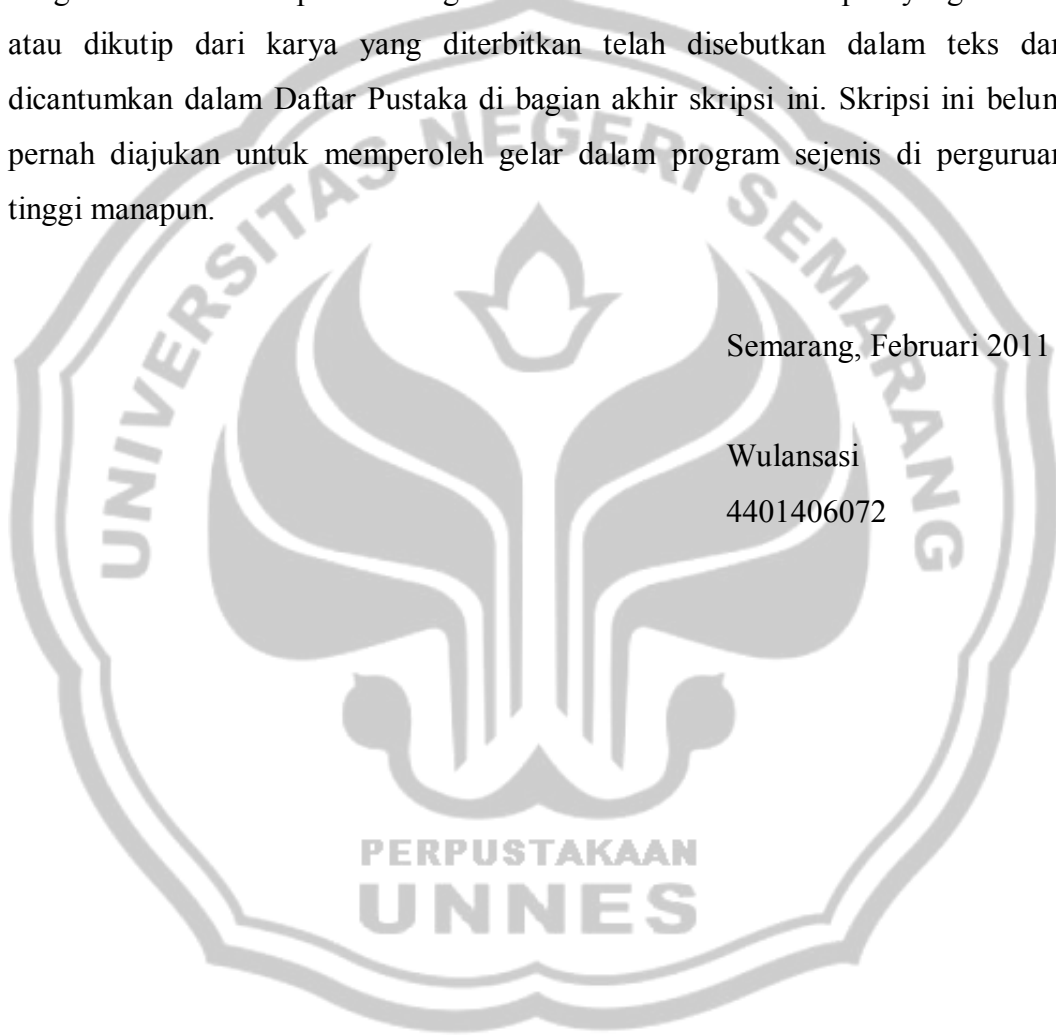 atau dikutip dari karya yang diterbitkan telah disebutkan dalam teks dan
dicantumkan dalam Daftar Pustaka di bagian akhir skripsi ini. Skripsi ini belum
pernah diajukan untuk memperoleh gelar dalam program sejenis di perguruan
tinggi manapun.
UNIVERSITAS NEGERI SEMARANG
Semarang, Februari 2011
Wulansasi
4401406072
PERPUSTAKAAN
UNNES